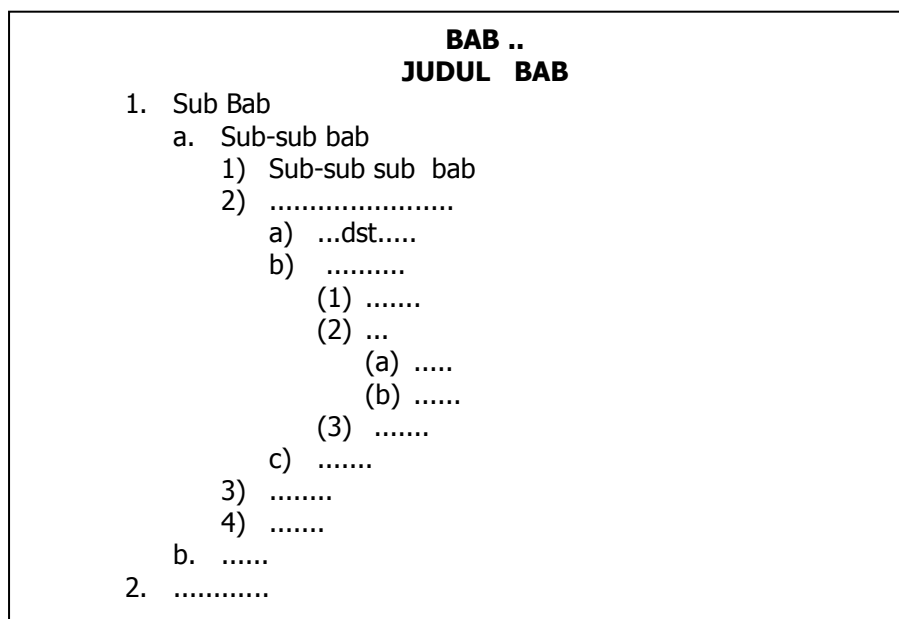 BAB ..
JUDUL BAB
1. Sub Bab
a. Sub-sub bab
1) Sub-sub sub bab
2) .......................
a) ...dst.....
b) ..........
(1) .......
(2) ...
(a) .....
(b) ......
(3) .......
c) .......
3) ........
4) .......
b. ......
2. ............